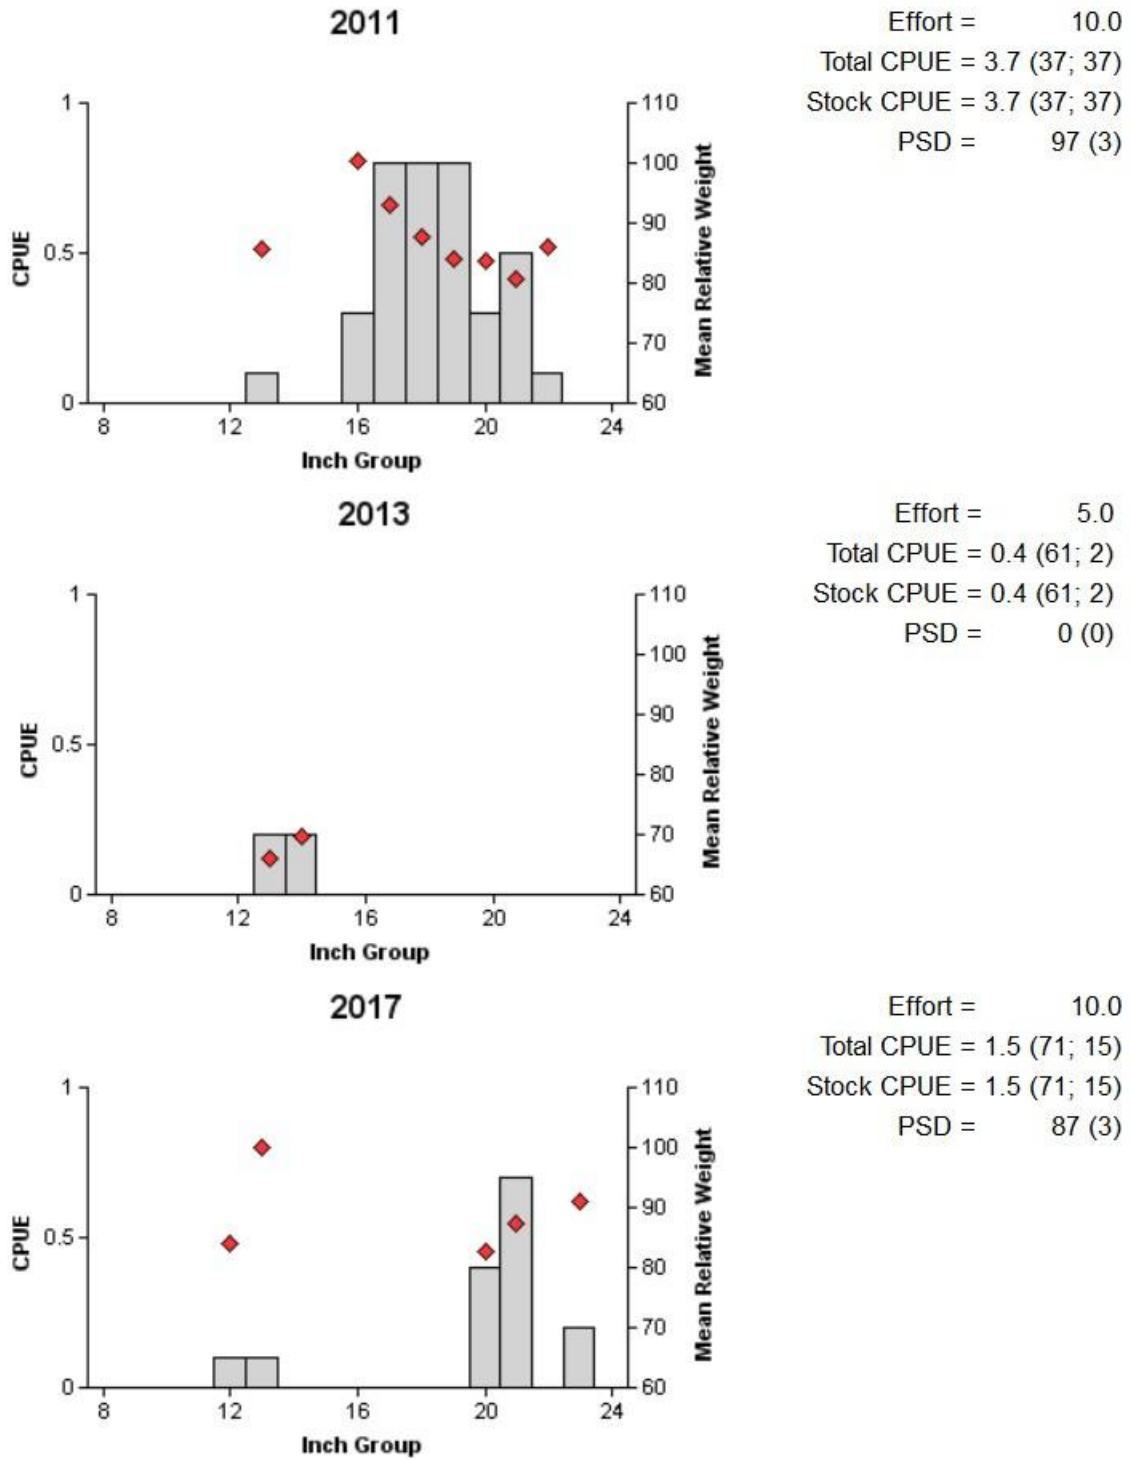 2011
Effort = 10.0
Total CPUE = 3.7 (37; 37)
Stock CPUE = 3.7 (37; 37)
PSD = 97 (3)
1
0.5
0
CPUE
110
100
90
80
70
60
Mean Relative Weight
8 12 16 20 24
Inch Group
2013
Effort = 5.0
Total CPUE = 0.4 (61; 2)
Stock CPUE = 0.4 (61; 2)
PSD = 0 (0)
1
0.5
0
CPUE
110
100
90
80
70
60
Mean Relative Weight
8 12 16 20 24
Inch Group
2017
Effort = 10.0
Total CPUE = 1.5 (71; 15)
Stock CPUE = 1.5 (71; 15)
PSD = 87 (3)
1
0.5
0
CPUE
110
100
90
80
70
60
Mean Relative Weight
8 12 16 20 24
Inch Group